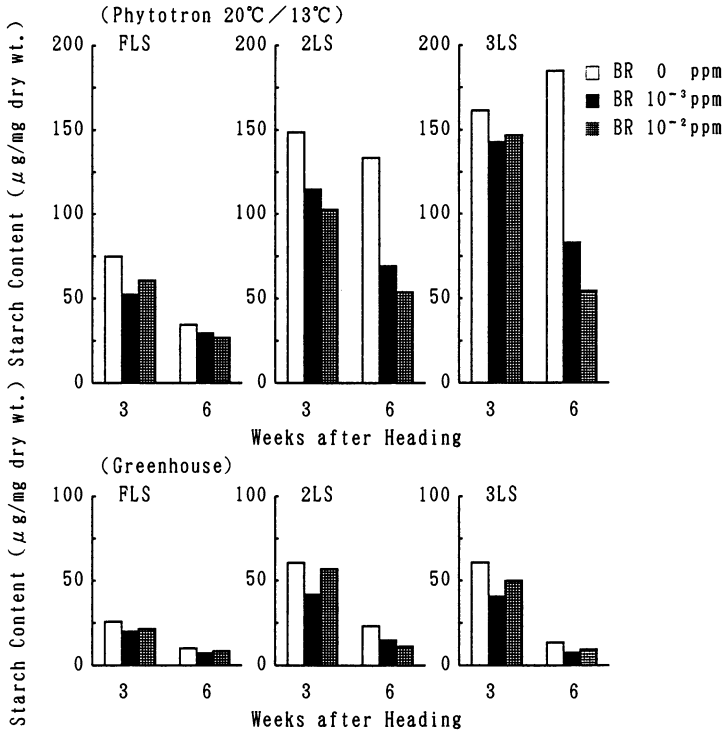 (Phytotron 20℃／13℃)
FLS 2LS 3LS
Starch Content (μg/mg dry wt.)
200 150 100 50 0
200 150 100 50 0
200 150 100 50 0
BR 0 ppm
BR 10⁻³ppm
BR 10⁻²ppm
3 6 3 6 3 6
Weeks after Heading
(Greenhouse)
FLS 2LS 3LS
Starch Content (μg/mg dry wt.)
100 50 0
100 50 0
100 50 0
3 6 3 6 3 6
Weeks after Heading